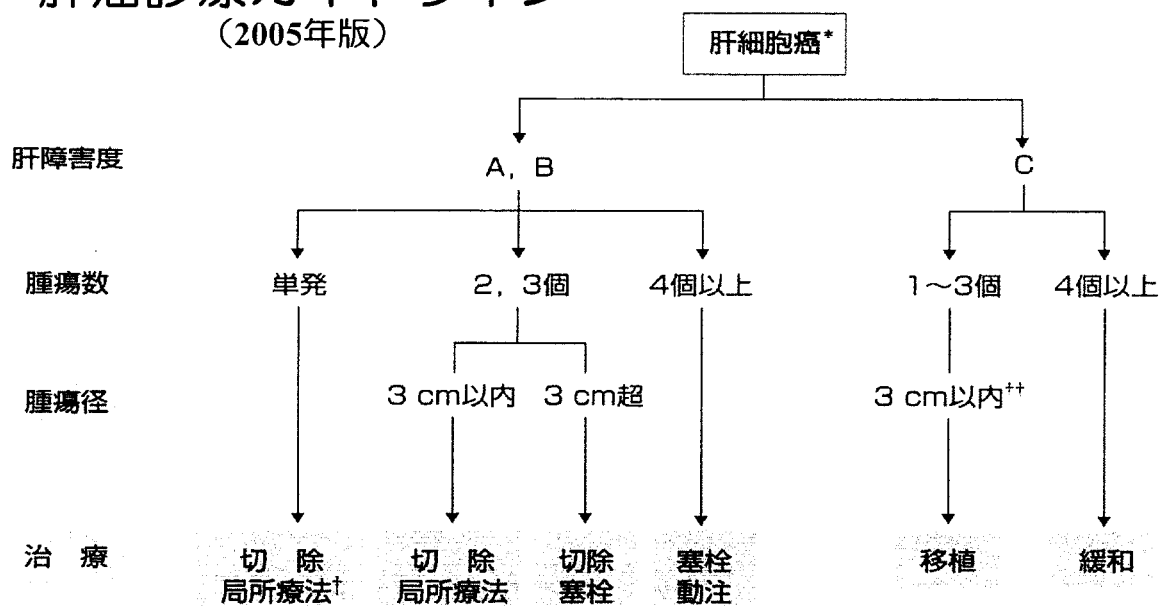 （2005年版）
肝細胞癌*
肝障害度
A，B
C
腫瘍数
単発
2，3個
4個以上
1～3個
4個以上
腫瘍径
3 cm以内
3 cm超
3 cm以内††
治　療
切　除
局所療法†
切　除
局所療法
切除
塞栓
塞栓
動注
移植
緩和